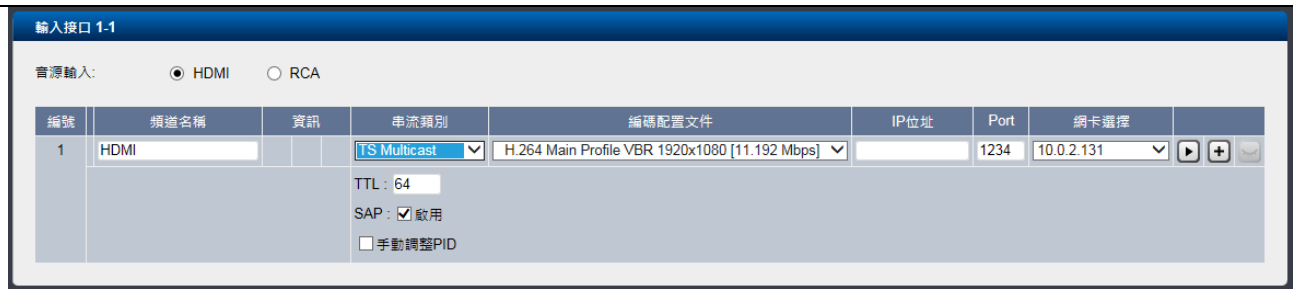 輸入接口 1-1
音源輸入: HDMI RCA
編號 頻道名稱 資訊 串流類別 編碼配置文件 IP位址 Port 網卡選擇
1 HDMI TS Multicast H.264 Main Profile VBR 1920x1080 [11.192 Mbps] 1234 10.0.2.131
TTL : 64
SAP : 啟用
手動調整PID